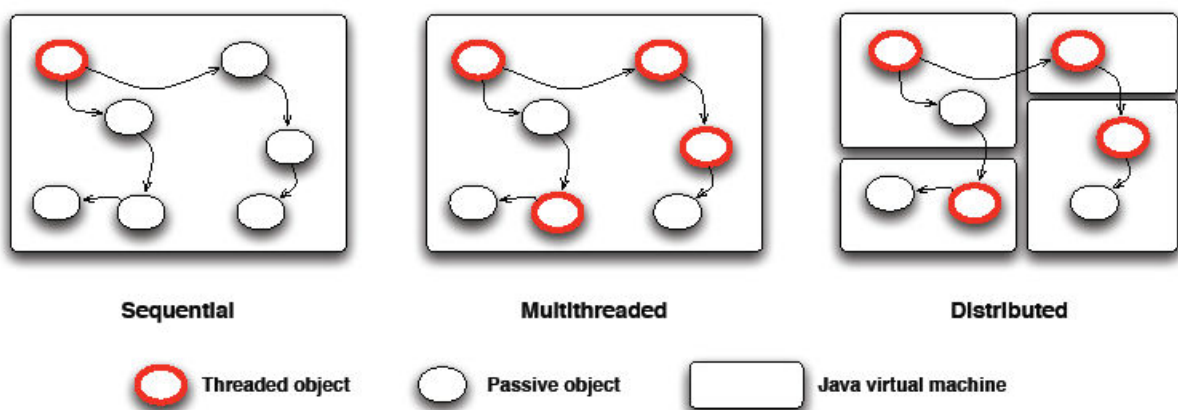 Sequential
Multithreaded
Distributed
Threaded object
Passive object
Java virtual machine